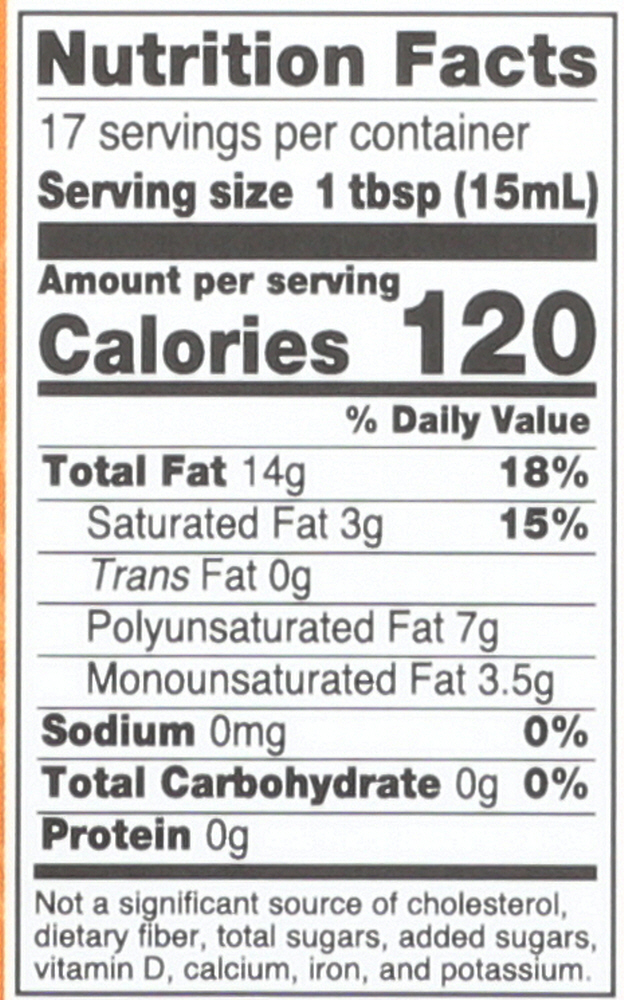 Nutrition Facts
17 servings per container
Serving size 1 tbsp (15mL)
Amount per serving
Calories 120
% Daily Value
Total Fat 14g 18%
Saturated Fat 3g 15%
Trans Fat 0g
Polyunsaturated Fat 7g
Monounsaturated Fat 3.5g
Sodium 0mg 0%
Total Carbohydrate 0g 0%
Protein 0g
Not a significant source of cholesterol,
dietary fiber, total sugars, added sugars,
vitamin D, calcium, iron, and potassium.